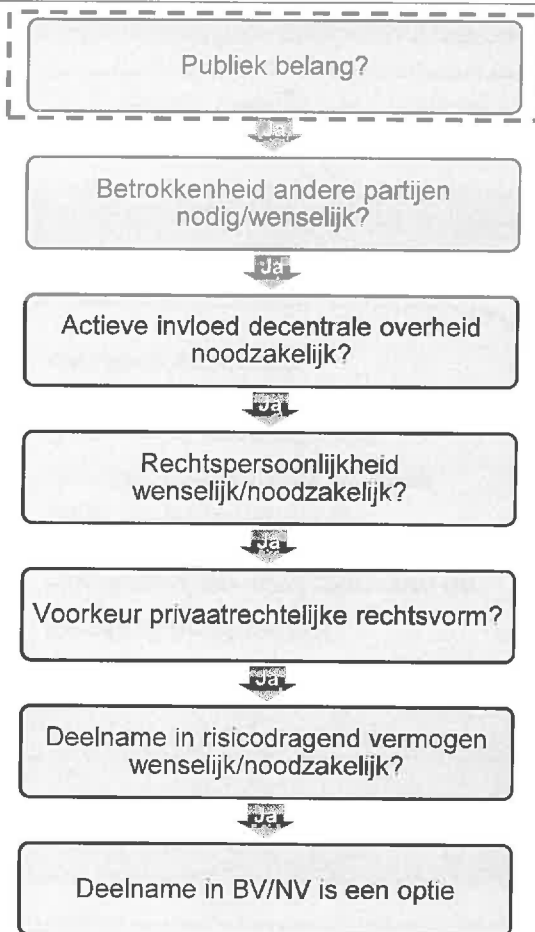 Publiek belang?
Ja
Betrokkenheid andere partijen
nodig/wenselijk?
Ja
Actieve invloed decentrale overheid
noodzakelijk?
Ja
Rechtspersoonlijkheid
wenselijk/noodzakelijk?
Ja
Voorkeur privaatrechtelijke rechtsvorm?
Ja
Deelname in risicodragend vermogen
wenselijk/noodzakelijk?
Ja
Deelname in BV/NV is een optie